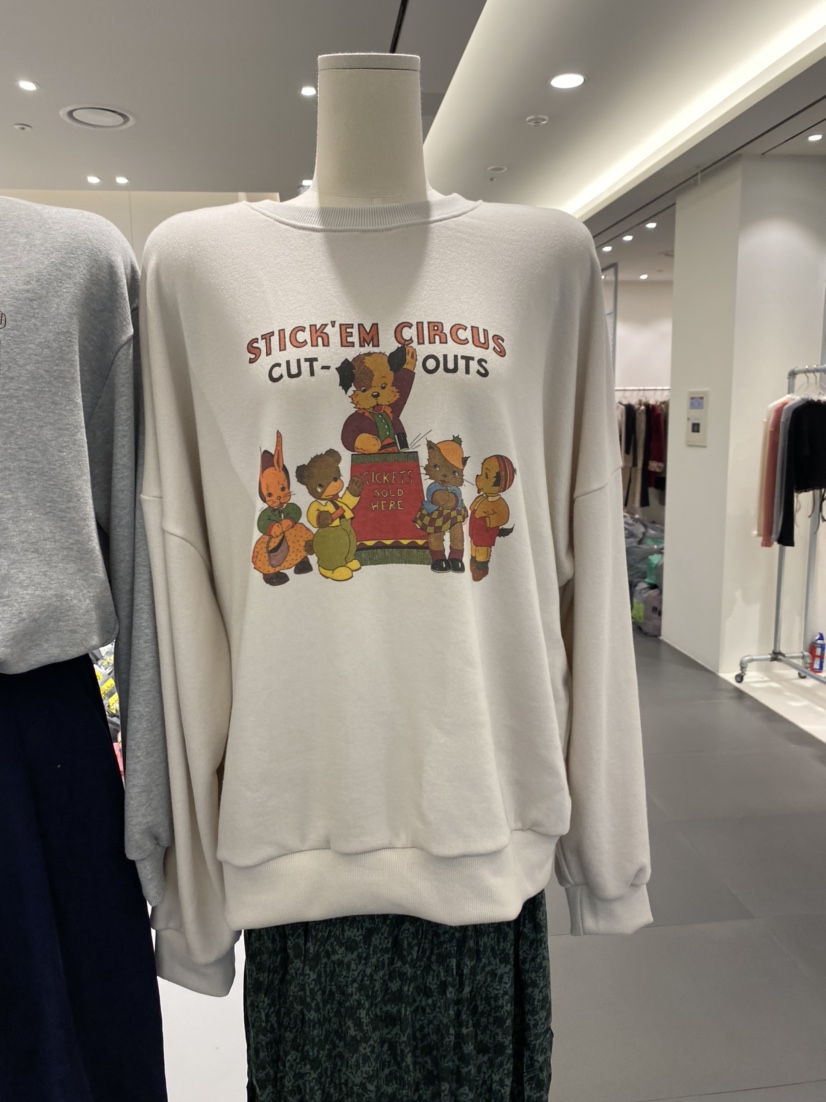 STICK'EM CIRCUS
CUT-OUTS
TICKETS
SOLD
HERE